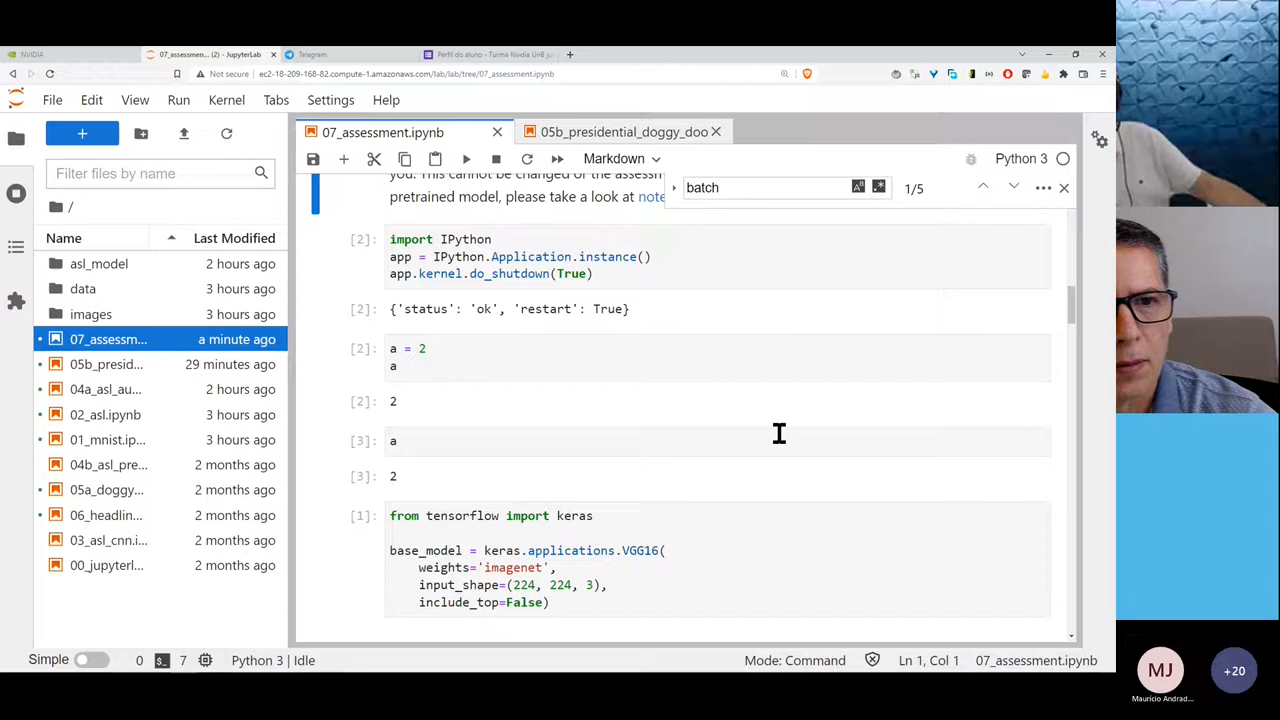 NVIDIA
07_assessmen... (2) - JupyterLab
Telegram
Perfil do aluno - Turma Nvidia Un8 ju
Not secure
ec2-18-209-168-82.compute-1.amazonaws.com/lab/lab/tree/07_assessment.ipynb
File Edit View Run Kernel Tabs Settings Help
Filter files by name
/
Name Last Modified
asl_model 2 hours ago
data 3 hours ago
images 3 hours ago
07_assessm... a minute ago
05b_presid... 29 minutes ago
04a_asl_au... 2 hours ago
02_asl.ipynb 3 hours ago
01_mnist.ip... 3 hours ago
04b_asl_pre... 2 months ago
05a_doggy... 2 months ago
06_headlin... 2 months ago
03_asl_cnn.i... 2 months ago
00_jupyterl... 2 months ago
07_assessment.ipynb
05b_presidential_doggy_doo
Markdown
Python 3
you. This cannot be changed or the assessm
pretrained model, please take a look at note
batch
1/5
[2]: import IPython
app = IPython.Application.instance()
app.kernel.do_shutdown(True)
[2]: {'status': 'ok', 'restart': True}
[2]: a = 2
a
[2]: 2
[3]: a
[3]: 2
[1]: from tensorflow import keras
base_model = keras.applications.VGG16(
weights='imagenet',
input_shape=(224, 224, 3),
include_top=False)
Simple 0 $_ 7 Python 3 | Idle
Mode: Command Ln 1, Col 1 07_assessment.ipynb
MJ
Maurício Andrad...
+20